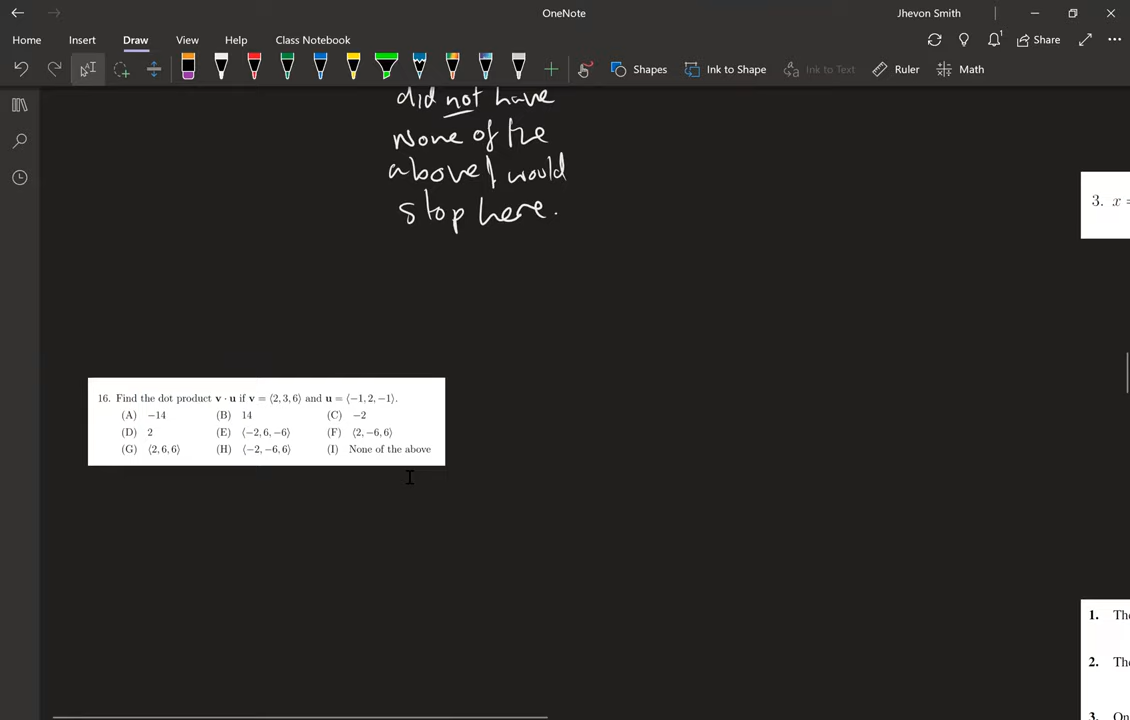 OneNote
Jhevon Smith
Home Insert Draw View Help Class Notebook
Share
Shapes Ink to Shape Ink to Text Ruler Math
did not have
None of the
above I would
stop here.
3. x =
16. Find the dot product v · u if v = ⟨2, 3, 6⟩ and u = ⟨−1, 2, −1⟩.
(A) −14 (B) 14 (C) −2
(D) 2 (E) ⟨−2, 6, −6⟩ (F) ⟨2, −6, 6⟩
(G) ⟨2, 6, 6⟩ (H) ⟨−2, −6, 6⟩ (I) None of the above
1. The
2. The
3. On